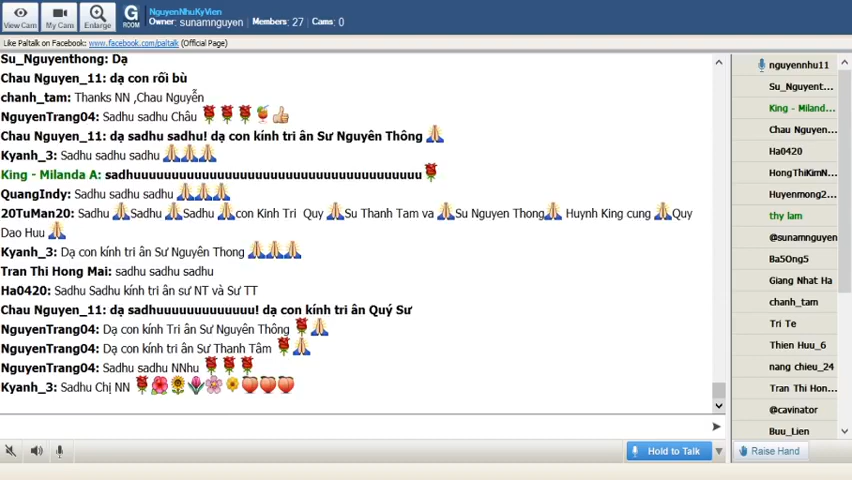 NguyenNhuKyVien
Owner: sunamnguyen Members: 27 Cams: 0
View Cam My Cam Enlarge G ROOM
Like Paltalk on Facebook: www.facebook.com/paltalk (Official Page)
Su_Nguyenthong: Dạ
Chau Nguyen_11: dạ con rối bù
chanh_tam: Thanks NN ,Chau Nguyễn
NguyenTrang04: Sadhu sadhu Châu
Chau Nguyen_11: dạ sadhu sadhu! dạ con kính tri ân Sư Nguyên Thông
Kyanh_3: Sadhu sadhu sadhu
King - Milanda A: sadhuuuuuuuuuuuuuuuuuuuuuuuuuuuuuuuuuuuuuu
QuangIndy: Sadhu sadhu sadhu
20TuMan20: Sadhu Sadhu Sadhu con Kinh Tri Quy Su Thanh Tam va Su Nguyen Thong Huynh King cung Quy
Dao Huu
Kyanh_3: Dạ con kính tri ân Sư Nguyên Thong
Tran Thi Hong Mai: sadhu sadhu sadhu
Ha0420: Sadhu Sadhu kính tri ân sư NT và Sư TT
Chau Nguyen_11: dạ sadhuuuuuuuuuuuuu! dạ con kính tri ân Quý Sư
NguyenTrang04: Dạ con kính Tri ân Sư Nguyên Thông
NguyenTrang04: Dạ con kính tri ân Sư Thanh Tâm
NguyenTrang04: Sadhu sadhu NNhu
Kyanh_3: Sadhu Chị NN
nguyennhu11
Su_Nguyent...
King - Miland...
Chau Nguyen...
Ha0420
HongThiKimN...
Huyenmong2...
thy lam
@sunamnguyen
Ba5Ong5
Giang Nhat Ha
chanh_tam
Tri Te
Thien Huu_6
nang chieu_24
Tran Thi Hon...
@cavinator
Buu_Lien
Hold to Talk
Raise Hand